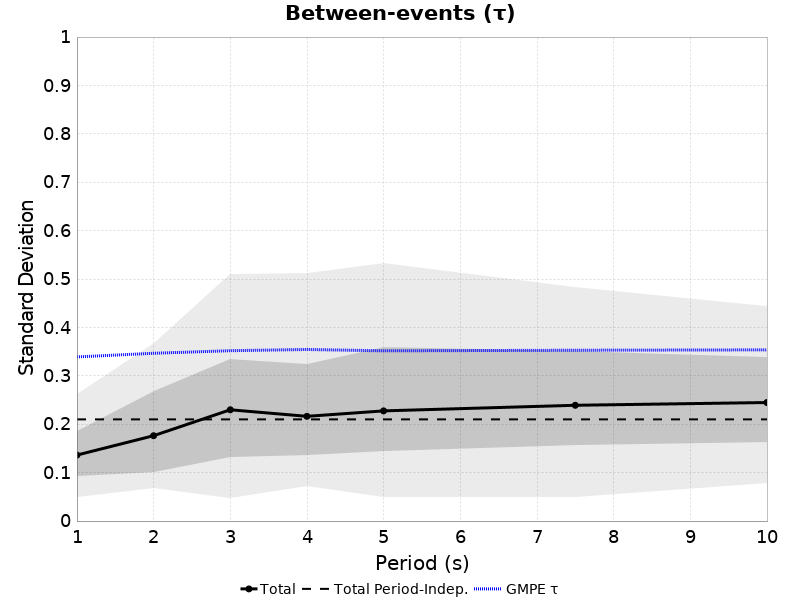 Between-events (τ)
1
0.9
0.8
0.7
0.6
0.5
0.4
0.3
0.2
0.1
0
Standard Deviation
1 2 3 4 5 6 7 8 9 10
Period (s)
Total Total Period-Indep. GMPE τ